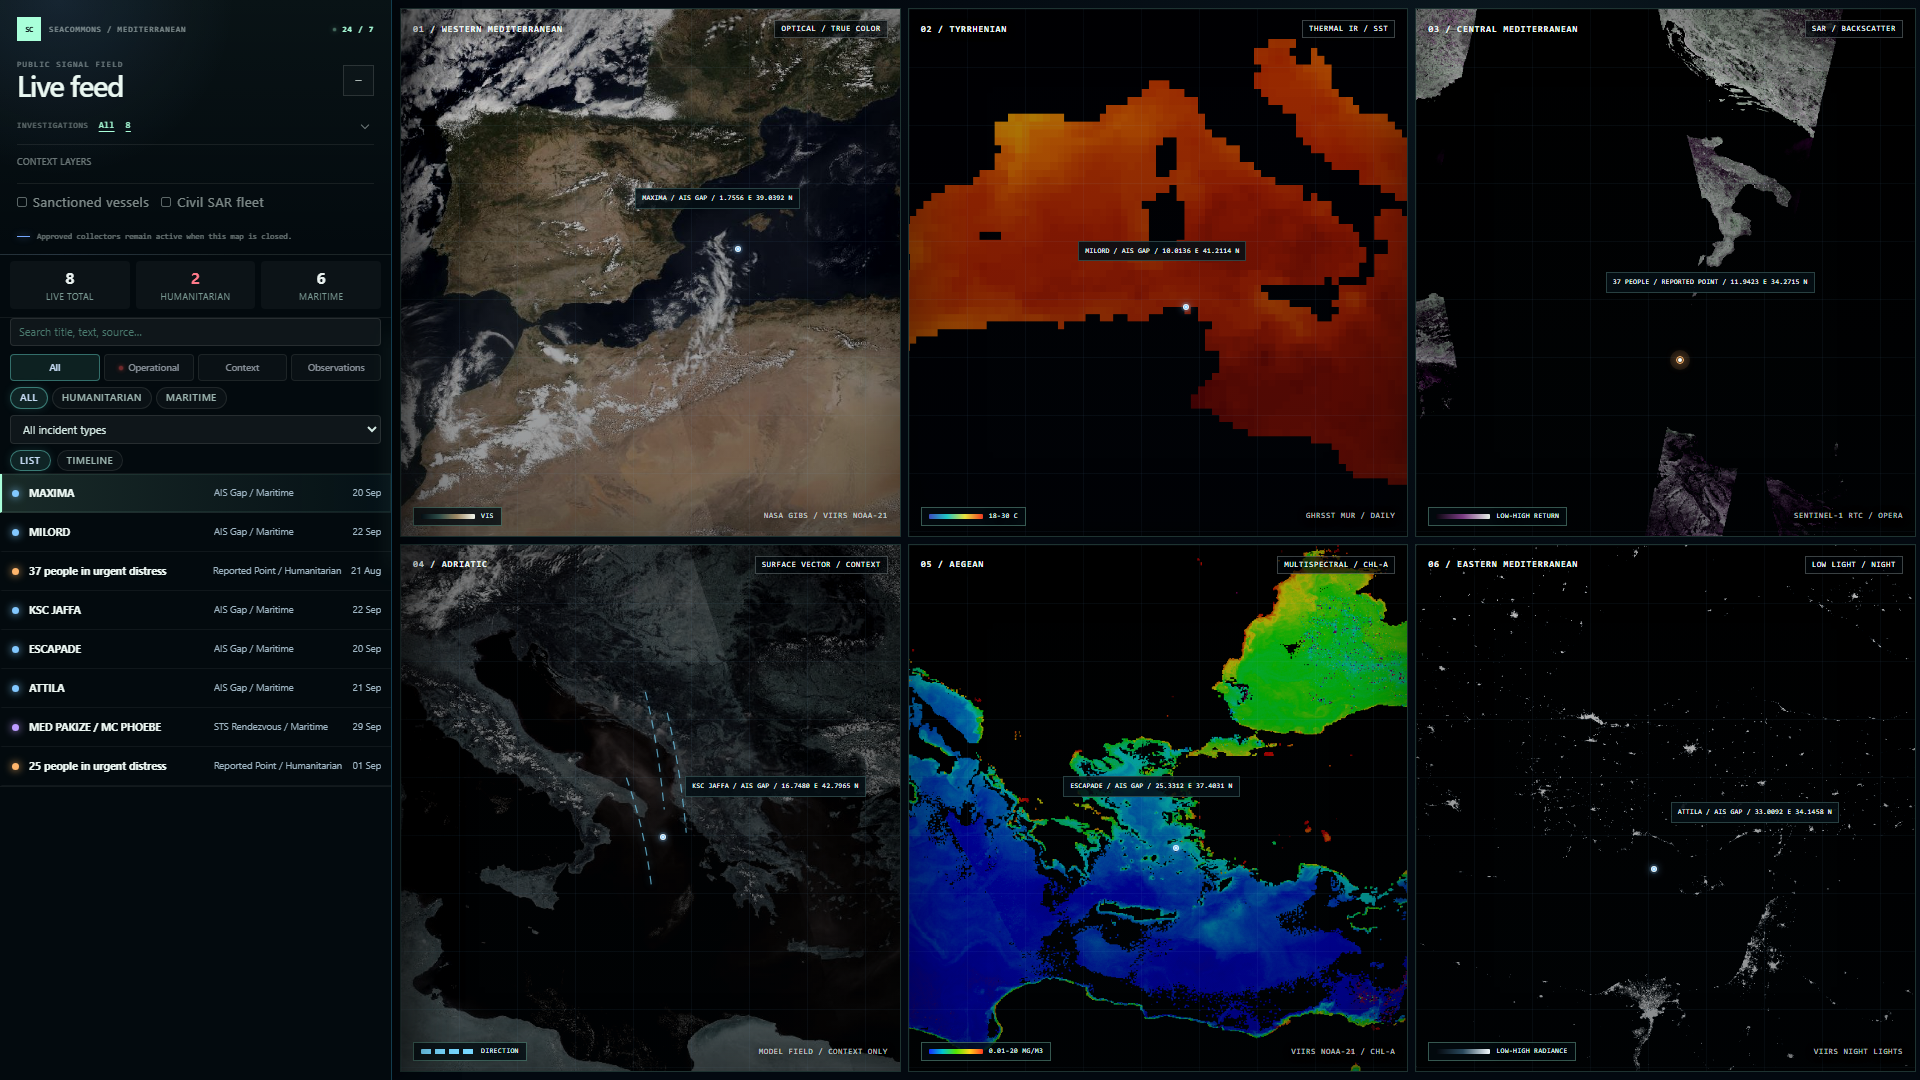 SC SEACOMMONS / MEDITERRANEAN 24 / 7
PUBLIC SIGNAL FIELD
Live feed
–
INVESTIGATIONS All 8
CONTEXT LAYERS
Sanctioned vessels Civil SAR fleet
Approved collectors remain active when this map is closed.
8 LIVE TOTAL
2 HUMANITARIAN
6 MARITIME
Search title, text, source...
All Operational Context Observations
ALL HUMANITARIAN MARITIME
All incident types
LIST TIMELINE
MAXIMA AIS Gap / Maritime 20 Sep
MILORD AIS Gap / Maritime 22 Sep
37 people in urgent distress Reported Point / Humanitarian 21 Aug
KSC JAFFA AIS Gap / Maritime 22 Sep
ESCAPADE AIS Gap / Maritime 20 Sep
ATTILA AIS Gap / Maritime 21 Sep
MED PAKIZE / MC PHOEBE STS Rendezvous / Maritime 29 Sep
25 people in urgent distress Reported Point / Humanitarian 01 Sep
01 / WESTERN MEDITERRANEAN OPTICAL / TRUE COLOR
MAXIMA / AIS GAP / 1.7556 E 39.0392 N
VIS NASA GIBS / VIIRS NOAA-21
02 / TYRRHENIAN THERMAL IR / SST
MILORD / AIS GAP / 10.0136 E 41.2114 N
18-30 C GHRSST MUR / DAILY
03 / CENTRAL MEDITERRANEAN SAR / BACKSCATTER
37 PEOPLE / REPORTED POINT / 11.9423 E 34.2715 N
LOW-HIGH RETURN SENTINEL-1 RTC / OPERA
04 / ADRIATIC SURFACE VECTOR / CONTEXT
KSC JAFFA / AIS GAP / 16.7480 E 42.7965 N
DIRECTION MODEL FIELD / CONTEXT ONLY
05 / AEGEAN MULTISPECTRAL / CHL-A
ESCAPADE / AIS GAP / 25.3312 E 37.4031 N
0.01-20 MG/M3 VIIRS NOAA-21 / CHL-A
06 / EASTERN MEDITERRANEAN LOW LIGHT / NIGHT
ATTILA / AIS GAP / 33.0092 E 34.1458 N
LOW-HIGH RADIANCE VIIRS NIGHT LIGHTS